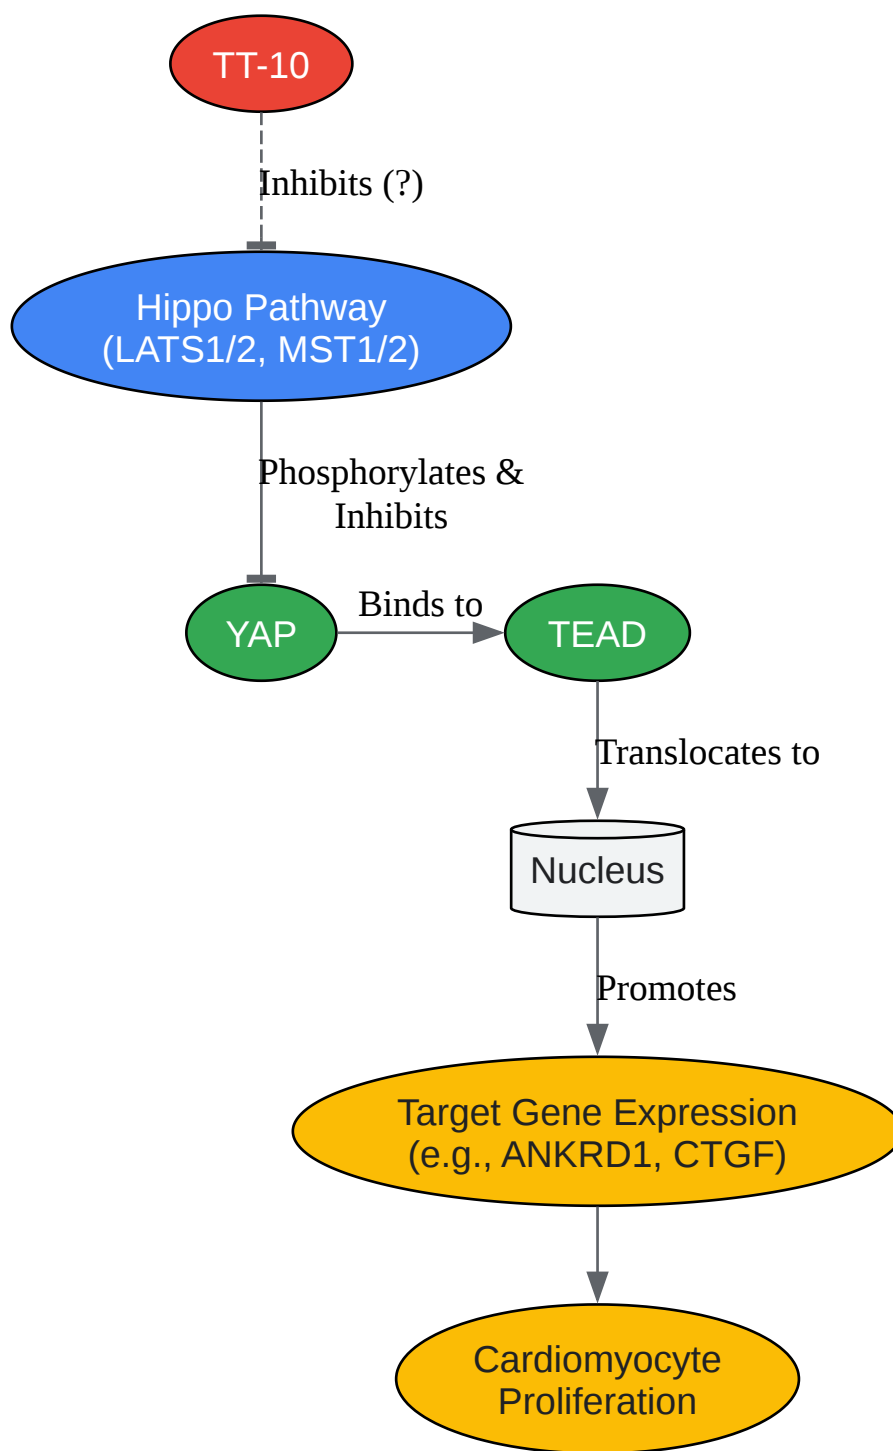 TT-10
Inhibits (?)
Hippo Pathway
(LATS1/2, MST1/2)
Phosphorylates &
Inhibits
YAP
Binds to
TEAD
Translocates to
Nucleus
Promotes
Target Gene Expression
(e.g., ANKRD1, CTGF)
Cardiomyocyte
Proliferation